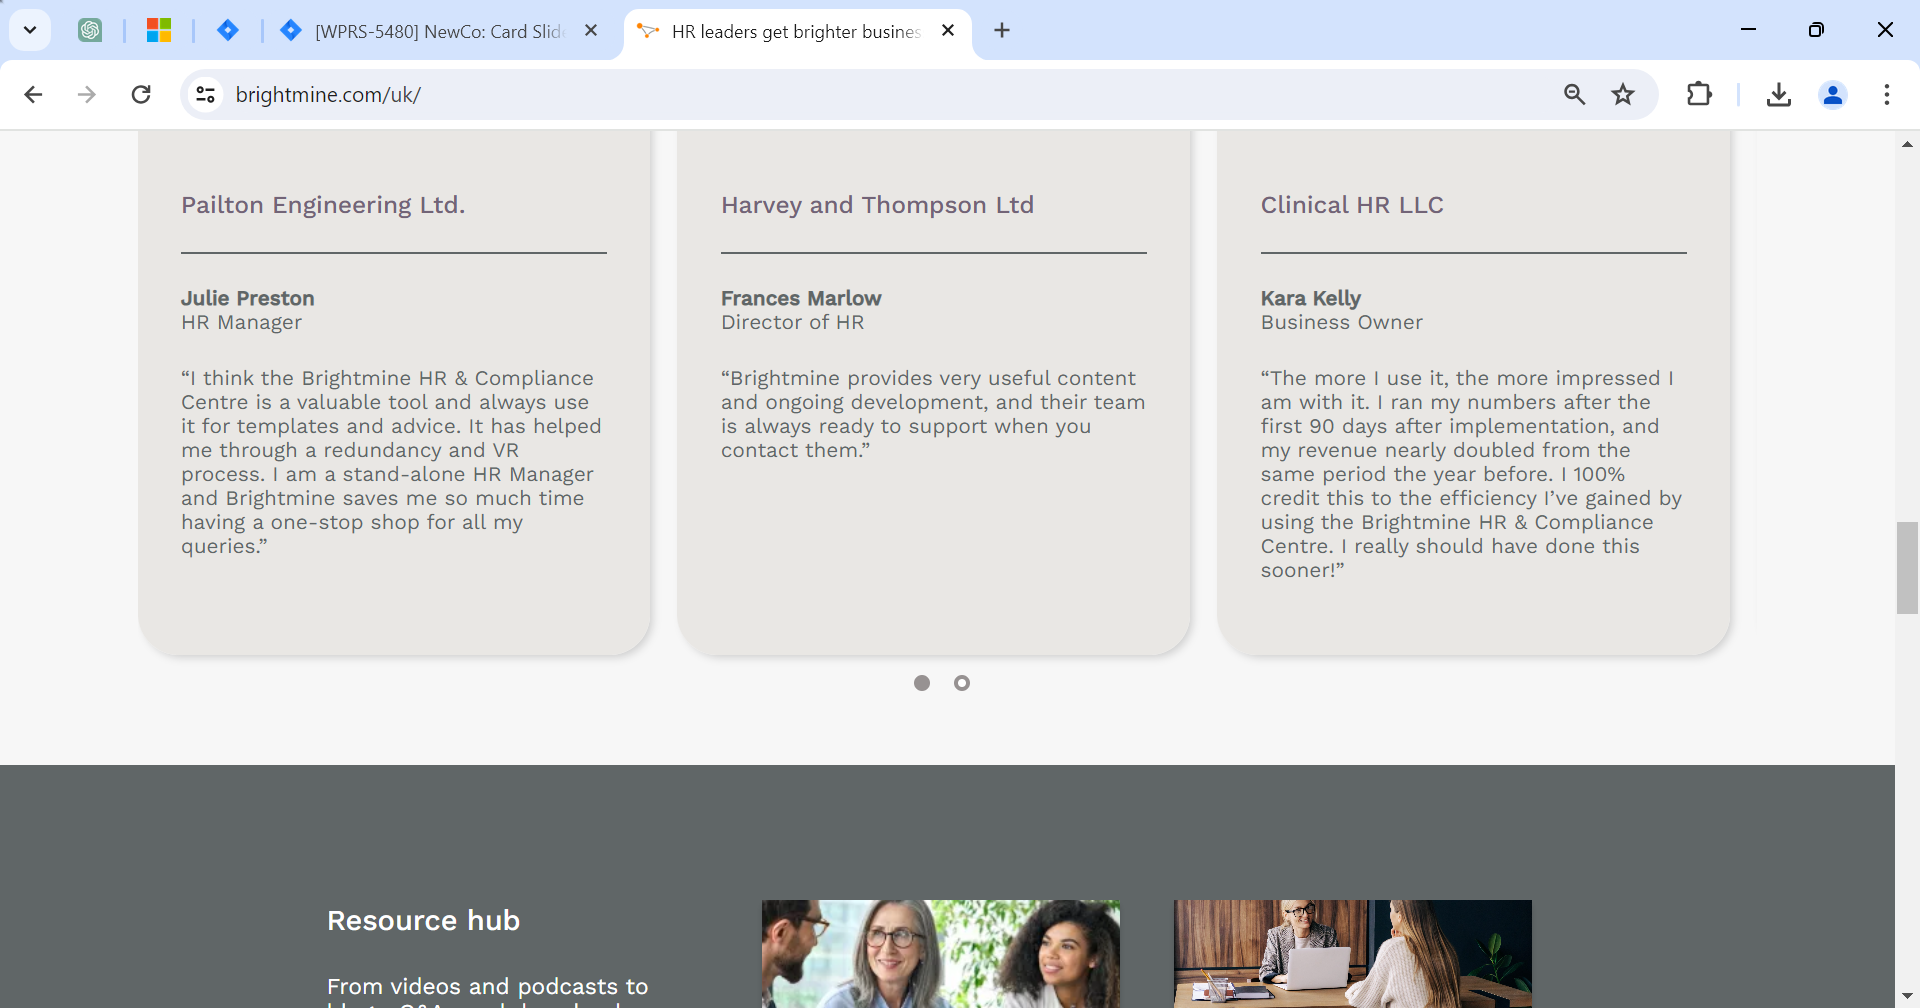 [WPRS-5480] NewCo: Card Slide
HR leaders get brighter busines
brightmine.com/uk/
Pailton Engineering Ltd.
Julie Preston
HR Manager
“I think the Brightmine HR & Compliance
Centre is a valuable tool and always use
it for templates and advice. It has helped
me through a redundancy and VR
process. I am a stand-alone HR Manager
and Brightmine saves me so much time
having a one-stop shop for all my
queries.”
Harvey and Thompson Ltd
Frances Marlow
Director of HR
“Brightmine provides very useful content
and ongoing development, and their team
is always ready to support when you
contact them.”
Clinical HR LLC
Kara Kelly
Business Owner
“The more I use it, the more impressed I
am with it. I ran my numbers after the
first 90 days after implementation, and
my revenue nearly doubled from the
same period the year before. I 100%
credit this to the efficiency I’ve gained by
using the Brightmine HR & Compliance
Centre. I really should have done this
sooner!”
Resource hub
From videos and podcasts to